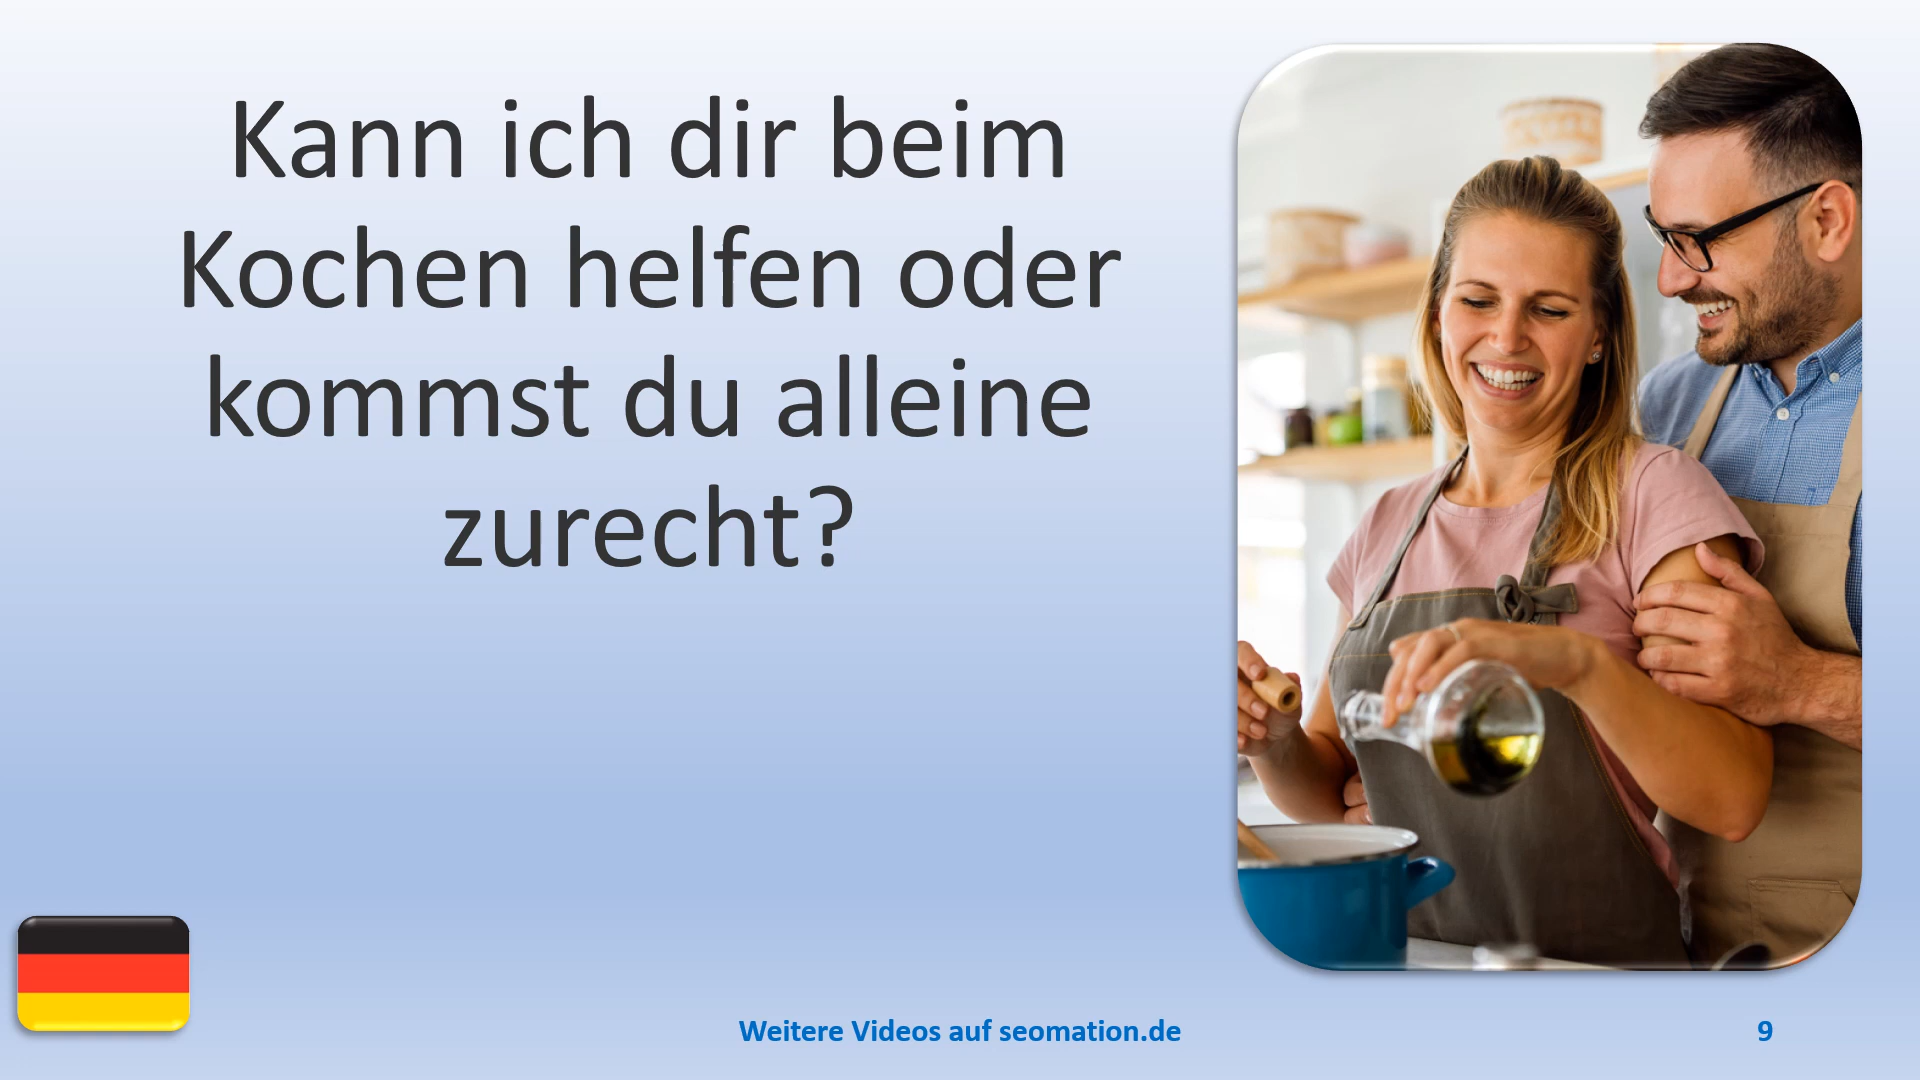 Kann ich dir beim
Kochen helfen oder
kommst du alleine
zurecht?
Weitere Videos auf seomation.de
9